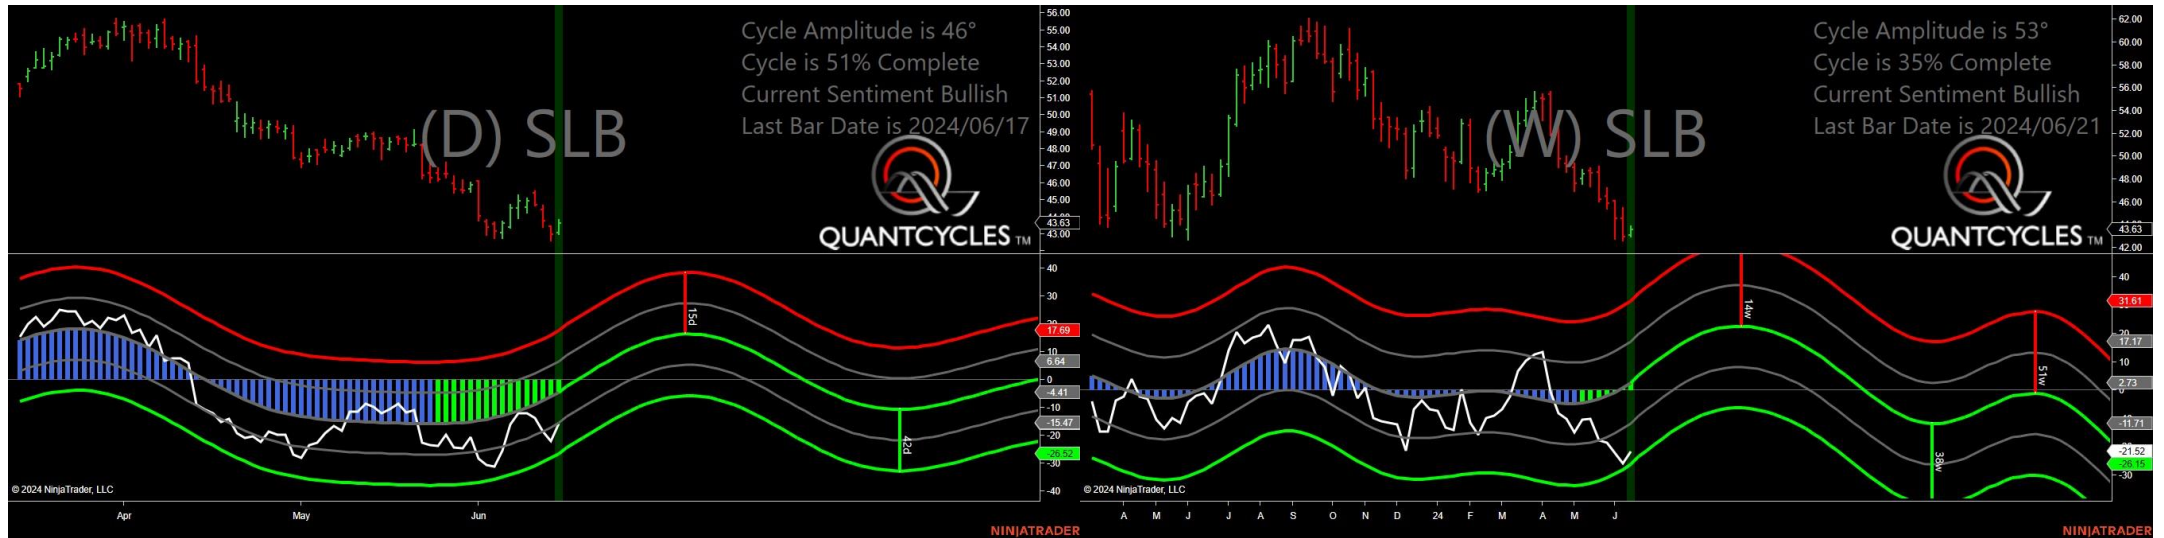 Cycle Amplitude is 46°
Cycle is 51% Complete
Current Sentiment Bullish
Last Bar Date is 2024/06/17
(D) SLB
QUANTCYCLES TM
56.00
55.00
54.00
53.00
52.00
51.00
50.00
49.00
48.00
47.00
46.00
45.00
43.63
43.00
40
30
17.69
10
6.64
0
-4.41
-10
-15.47
-20
-26.52
-30
-40
15d
42d
© 2024 NinjaTrader, LLC
Apr May Jun
NINJATRADER
Cycle Amplitude is 53°
Cycle is 35% Complete
Current Sentiment Bullish
Last Bar Date is 2024/06/21
(W) SLB
QUANTCYCLES TM
62.00
60.00
58.00
56.00
54.00
52.00
50.00
48.00
46.00
43.63
42.00
40
31.61
20
17.17
10
2.73
-11.71
-21.52
-26.15
-30
14w
38w
51w
© 2024 NinjaTrader, LLC
A M J J A S O N D 24 F M A M J
NINJATRADER